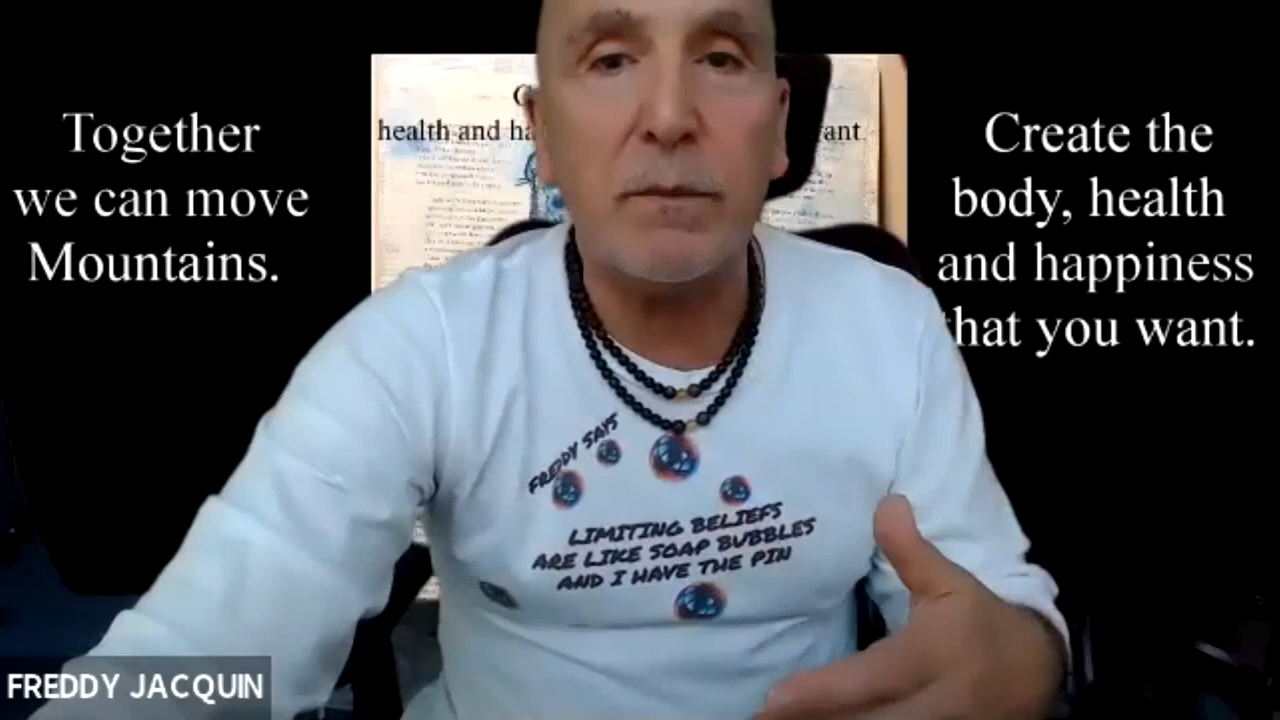 Together
we can move
Mountains.
health and ha
ant.
Create the
body, health
and happiness
that you want.
FREDDY SAYS
LIMITING BELIEFS
ARE LIKE SOAP BUBBLES
AND I HAVE THE PIN
FREDDY JACQUIN